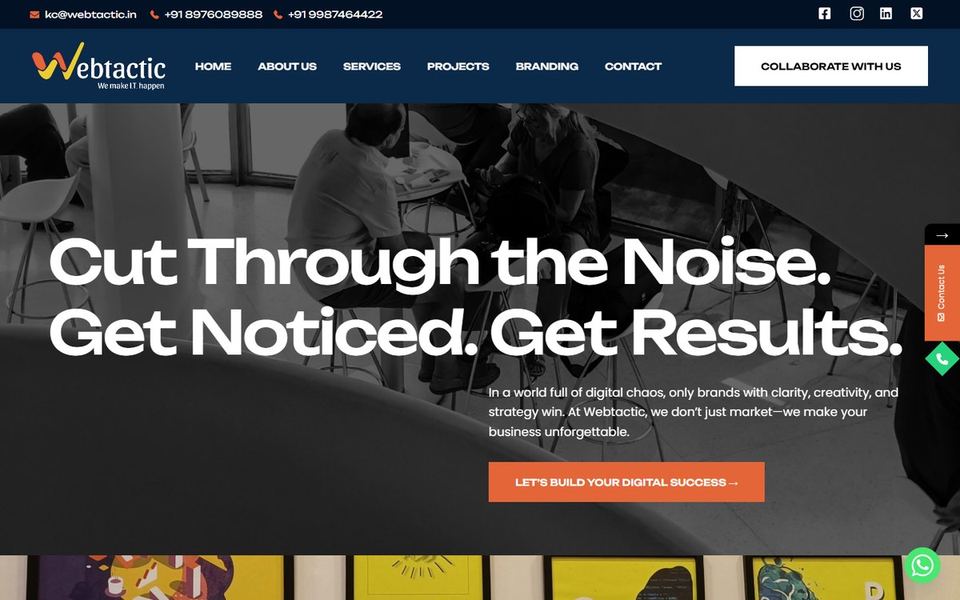 kc@webtactic.in +91 8976089888 +91 9987464422
Webtactic
We make I.T. happen
HOME ABOUT US SERVICES PROJECTS BRANDING CONTACT
COLLABORATE WITH US
Cut Through the Noise.
Get Noticed. Get Results.
→
Contact Us
In a world full of digital chaos, only brands with clarity, creativity, and
strategy win. At Webtactic, we don’t just market—we make your
business unforgettable.
LET’S BUILD YOUR DIGITAL SUCCESS →